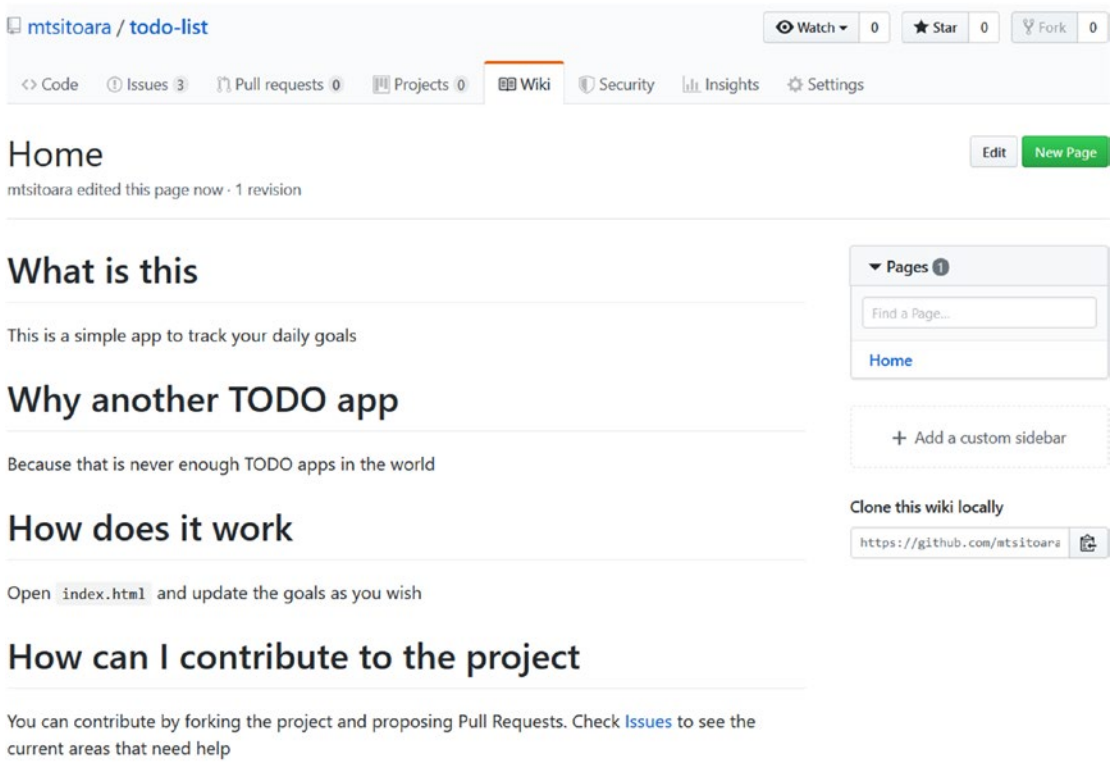 mtsitoara / todo-list
Watch 0 Star 0 Fork 0
Code Issues 3 Pull requests 0 Projects 0 Wiki Security Insights Settings
Home
Edit New Page
mtsitoara edited this page now · 1 revision
What is this
This is a simple app to track your daily goals
Why another TODO app
Because that is never enough TODO apps in the world
How does it work
Open index.html and update the goals as you wish
How can I contribute to the project
You can contribute by forking the project and proposing Pull Requests. Check Issues to see the
current areas that need help
Pages 1
Find a Page...
Home
+ Add a custom sidebar
Clone this wiki locally
https://github.com/mtsitoara